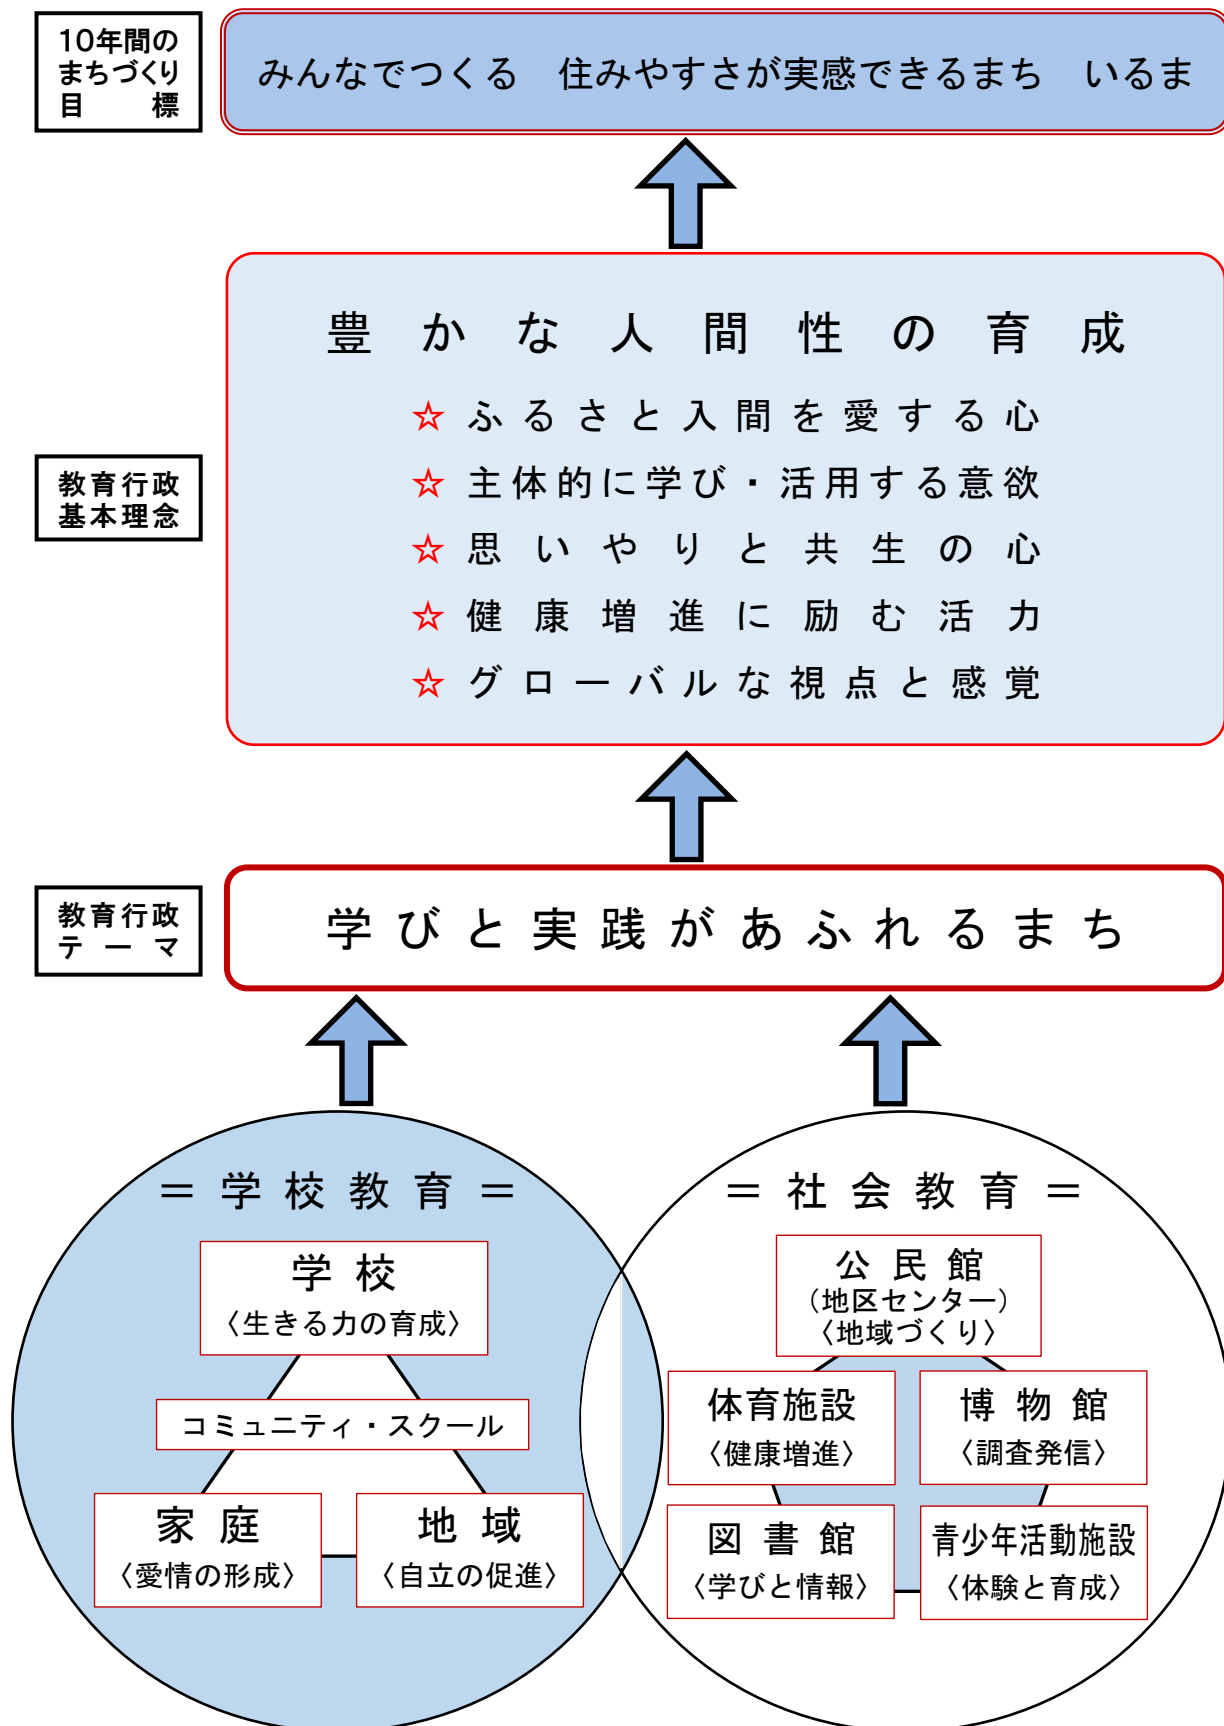 10年間の
まちづくり
目標
みんなでつくる　住みやすさが実感できるまち　いるま
豊かな人間性の育成
☆ ふるさと入間を愛する心
☆ 主体的に学び・活用する意欲
☆ 思いやりと共生の心
☆ 健康増進に励む活力
☆ グローバルな視点と感覚
教育行政
基本理念
教育行政
テーマ
学びと実践があふれるまち
＝学校教育＝
学校
〈生きる力の育成〉
コミュニティ・スクール
家庭
〈愛情の形成〉
地域
〈自立の促進〉
＝社会教育＝
公民館
（地区センター）
〈地域づくり〉
体育施設
〈健康増進〉
博物館
〈調査発信〉
図書館
〈学びと情報〉
青少年活動施設
〈体験と育成〉